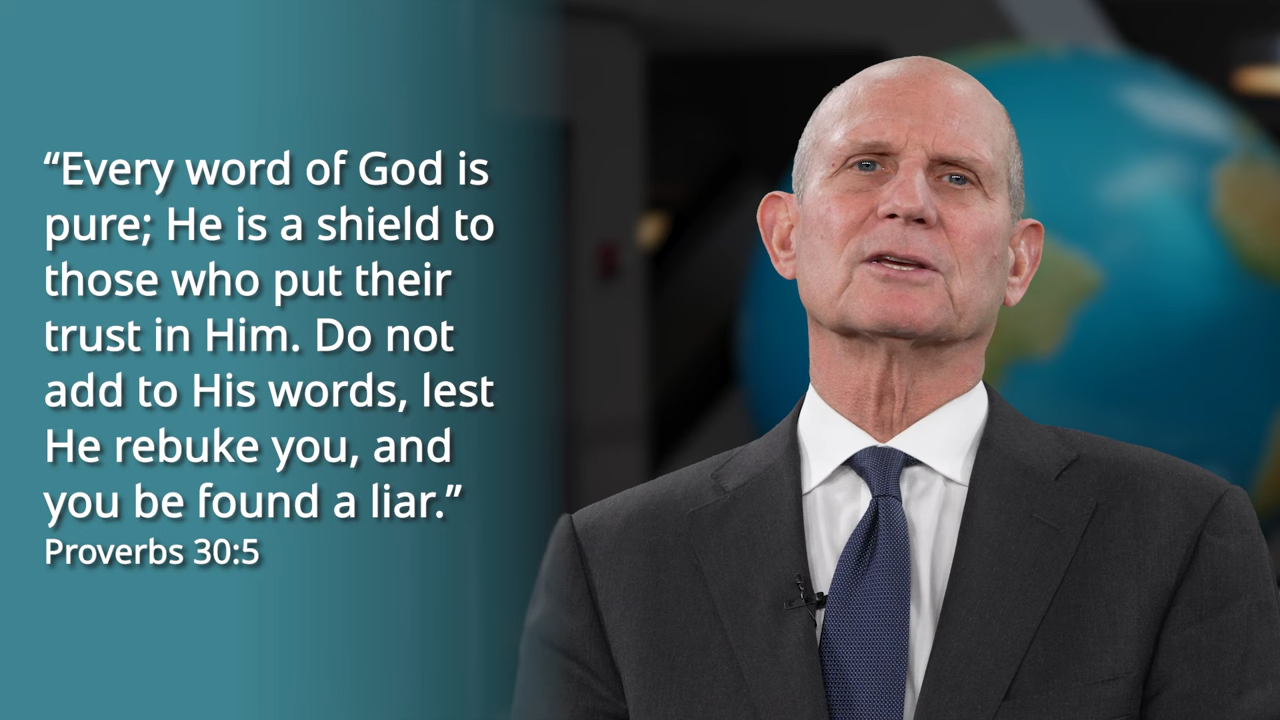 “Every word of God is
pure; He is a shield to
those who put their
trust in Him. Do not
add to His words, lest
He rebuke you, and
you be found a liar.”
Proverbs 30:5